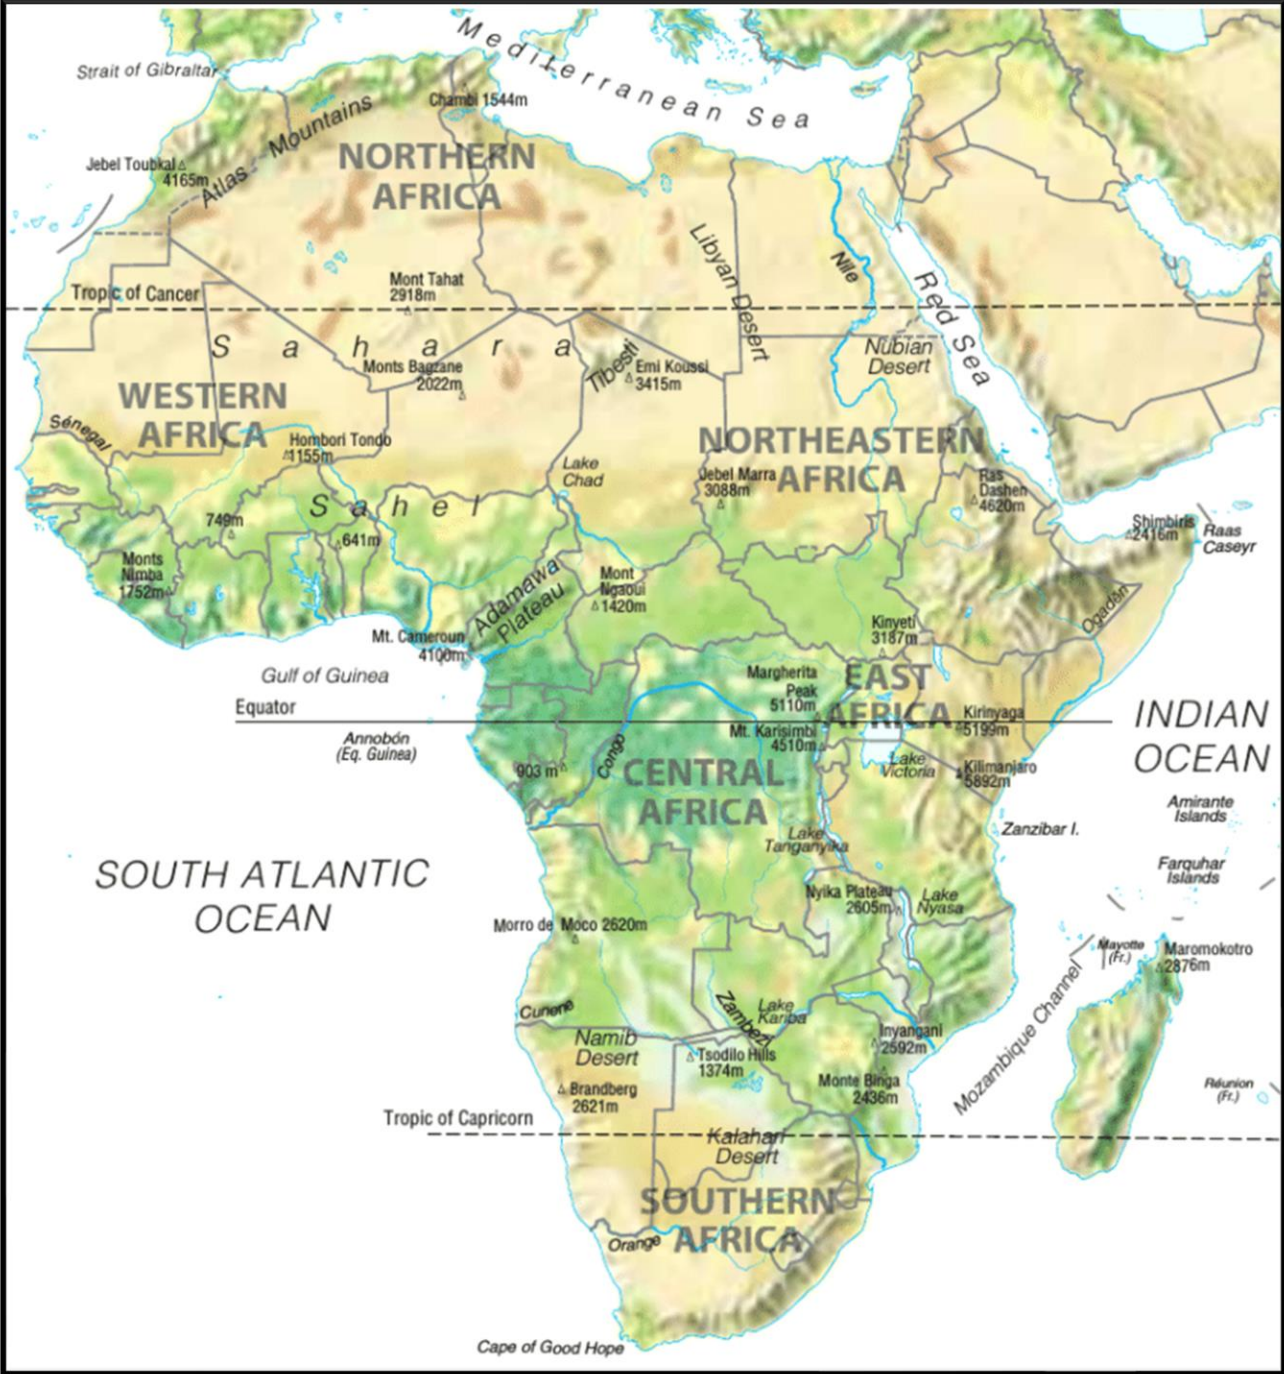 Mediterranean Sea
Strait of Gibraltar
Chambi 1544m
Atlas Mountains
NORTHERN
AFRICA
Jebel Toubkal
4165m
Libyan Desert
Nile
Red Sea
Mont Tahat
2918m
Tropic of Cancer
Sahara
Nubian
Desert
Monts Bagzane
2022m
Tibesti
Emi Koussi
3415m
WESTERN
AFRICA
Sénegal
Hombori Tondo
1155m
NORTHEASTERN
AFRICA
Lake
Chad
Jebel Marra
3088m
Ras
Dashen
4620m
Sahel
749m
641m
Shimbiris
2416m
Raas
Caseyr
Monts
Nimba
1752m
Adamawa
Plateau
Mont
Ngaoui
1420m
Ogadan
Kinyeti
3187m
Mt. Cameroun
4100m
Gulf of Guinea
Margherita
Peak
5110m
EAST
AFRICA
Equator
Kirinyaga
5199m
INDIAN
OCEAN
Annobón
(Eq. Guinea)
Mt. Karisimbi
4510m
Congo
903 m
CENTRAL
AFRICA
Lake
Victoria
Kilimanjaro
5892m
Amirante
Islands
Zanzibar I.
Lake
Tanganyika
SOUTH ATLANTIC
OCEAN
Farquhar
Islands
Nyika Plateau
2605m
Lake
Nyasa
Morro de Moco 2620m
Mayotte
(Fr.)
Maromokotro
2876m
Mozambique Channel
Cunene
Zambezi
Lake
Kariba
Namib
Desert
Inyangani
2592m
Tsodilo Hills
1374m
Brandberg
2621m
Monte Binga
2436m
Réunion
(Fr.)
Tropic of Capricorn
Kalahari
Desert
SOUTHERN
AFRICA
Orange
Cape of Good Hope